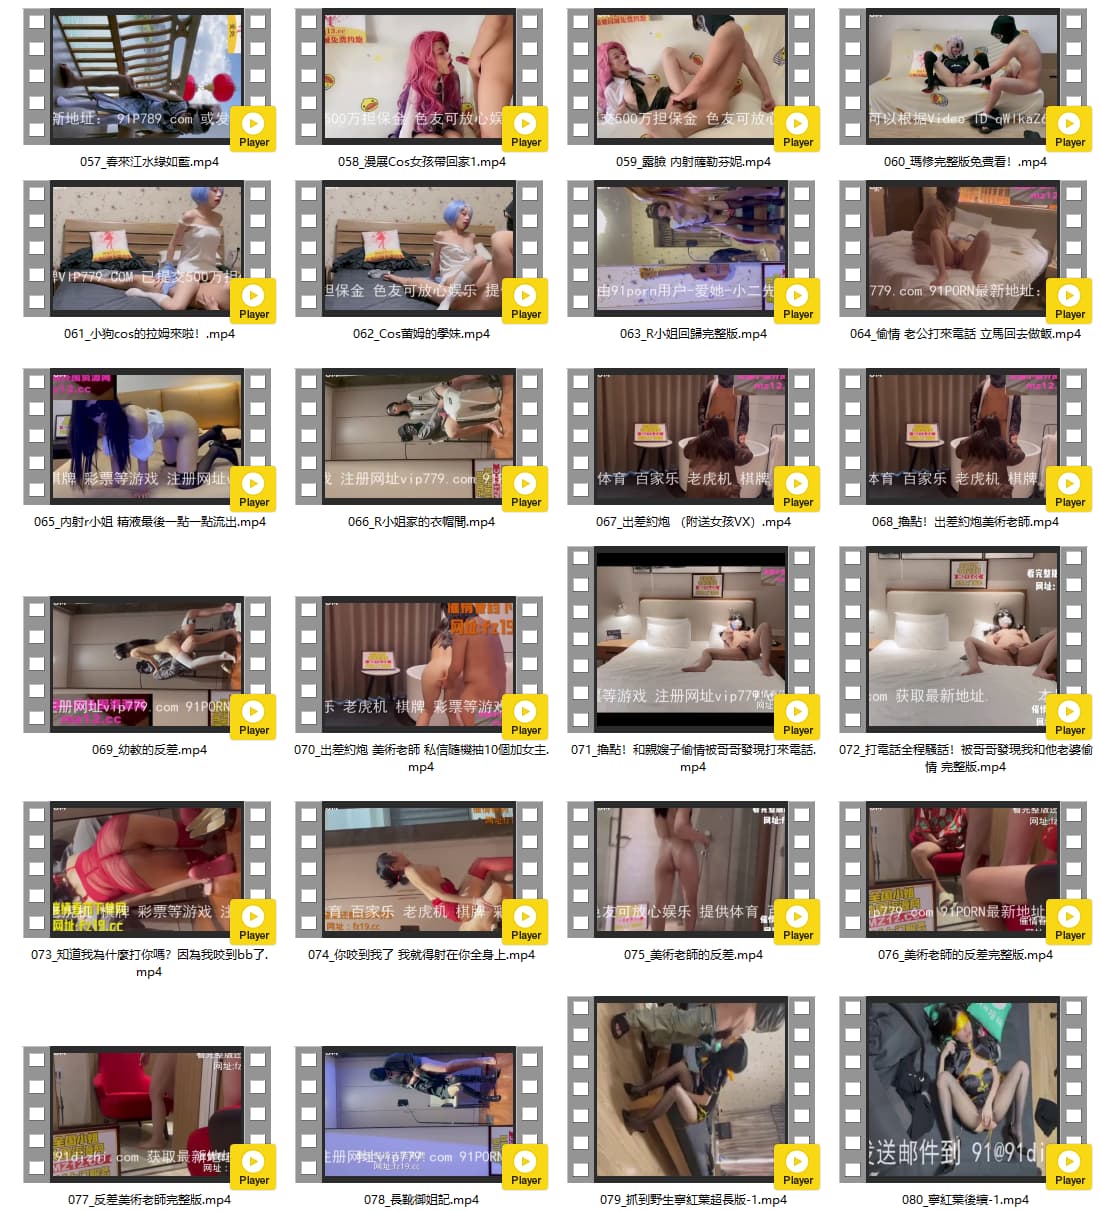 新地址： 91P789.com 或发
Player
500万担保金 色友可放心娱
Player
交500万担保金 色友可放心
Player
可以根据Video ID qWIkaZ6
Player
057_春來江水綠如藍.mp4
058_漫展Cos女孩帶回家1.mp4
059_露臉 内射薩勒芬妮.mp4
060_瑪修完整版免費看！.mp4
VIP779.COM 已提交500万担
Player
担保金 色友可放心娱乐 提
Player
由91porn用户-爱她-小二先
Player
779.com 91PORN最新地址：
Player
061_小狗cos的拉姆來啦！.mp4
062_Cos蕾姆的學妹.mp4
063_R小姐回歸完整版.mp4
064_偷情 老公打來電話 立馬回去做飯.mp4
棋牌 彩票等游戏 注册网址v
Player
戏 注册网址vip779.com 91
Player
体育 百家乐 老虎机 棋牌
Player
体育 百家乐 老虎机 棋牌
Player
065_内射r小姐 精液最後一點一點流出.mp4
066_R小姐家的衣帽間.mp4
067_出差約炮 （附送女孩VX）.mp4
068_換點！出差約炮美術老師.mp4
册网址vip779.com 91PORN
Player
乐 老虎机 棋牌 彩票等游戏
Player
等游戏 注册网址vip779
Player
看完整版
网址:
com 获取最新地址.
Player
069_幼教的反差.mp4
070_出差約炮 美術老師 私信隨機抽10個加女主.
mp4
071_換點！和親嫂子偷情被哥哥發現打來電話.
mp4
072_打電話全程騷話！被哥哥發現我和他老婆偷
情 完整版.mp4
老虎机 棋牌 彩票等游戏 注
Player
育 百家乐 老虎机 棋牌 彩
Player
色友可放心娱乐 提供体育 百
Player
全国小姐
ip779.com 91PORN最新地址
Player
073_知道我為什麼打你嗎？因為我咬到bb了.
mp4
074_你咬到我了 我就得射在你全身上.mp4
075_美術老師的反差.mp4
076_美術老師的反差完整版.mp4
全国小姐
91dizhi.com 获取最新地址
Player
注册网址vip779.com 91PORN
Player
Player
发送邮件到 91@91di
Player
077_反差美術老師完整版.mp4
078_長靴御姐記.mp4
079_抓到野生寧紅葉超長版-1.mp4
080_寧紅葉後續-1.mp4